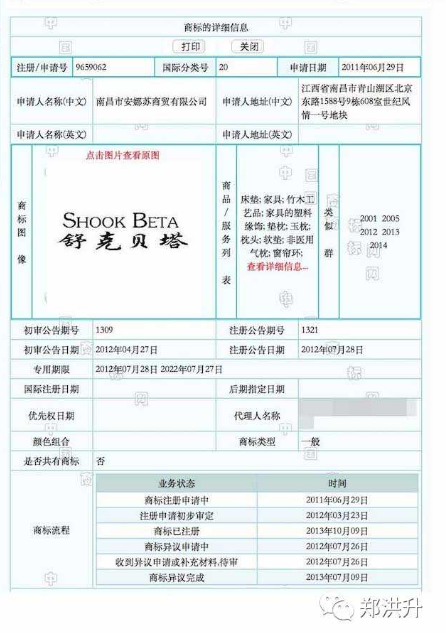 商标的详细信息
打印 关闭
注册/申请号 9659062 国际分类号 20 申请日期 2011年06月29日
申请人名称(中文) 南昌市安娜苏商贸有限公司 申请人地址(中文) 江西省南昌市青山湖区北京
东路1588号9栋608室世纪风
情一号地块
申请人名称(英文) 申请人地址(英文)
商标图像
点击图片查看原图
SHOOK BETA
舒克贝塔
商品/服务列表
床垫; 家具; 竹木工
艺品; 家具的塑料
缘饰; 垫枕; 玉枕;
枕头; 软垫; 非医用
气枕; 窗帘环;
查看详细信息...
类似群
2001 2005
2012 2013
2014
初审公告期号 1309 注册公告期号 1321
初审公告日期 2012年04月27日 注册公告日期 2012年07月28日
专用期限 2012年07月28日 2022年07月27日
国际注册日期 后期指定日期
优先权日期 代理人名称
颜色组合 商标类型 一般
是否共有商标 否
商标流程
业务状态 时间
商标注册申请中 2011年06月29日
注册申请初步审定 2012年03月23日
商标已注册 2013年10月09日
商标异议申请中 2012年07月26日
收到异议申请或补充材料,待审 2012年07月26日
商标异议完成 2013年07月09日
郑洪升